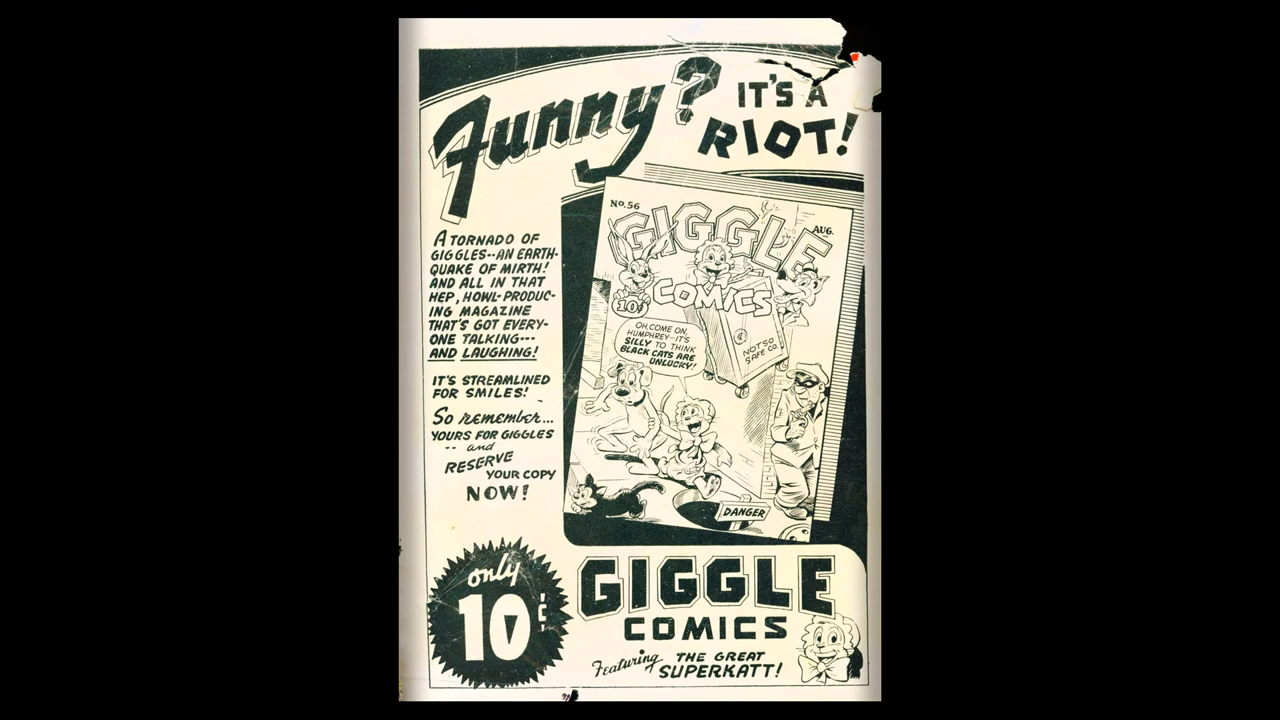 Funny? IT'S A
RIOT!
A TORNADO OF
GIGGLES--AN EARTH-
QUAKE OF MIRTH!
AND ALL IN THAT
HEP, HOWL-PRODUC-
ING MAGAZINE
THAT'S GOT EVERY-
ONE TALKING---
AND LAUGHING!
IT'S STREAMLINED
FOR SMILES!
So remember...
YOURS FOR GIGGLES
-- and
RESERVE
YOUR COPY
NOW!
No. 56
GIGGLE
AUG.
COMICS
10¢
OH, COME ON,
HUMPHREY--IT'S
SILLY TO THINK
BLACK CATS ARE
UNLUCKY!
NOTSO
SAFE CO.
DANGER
only
10¢
GIGGLE
COMICS
Featuring THE GREAT
SUPERKATT!